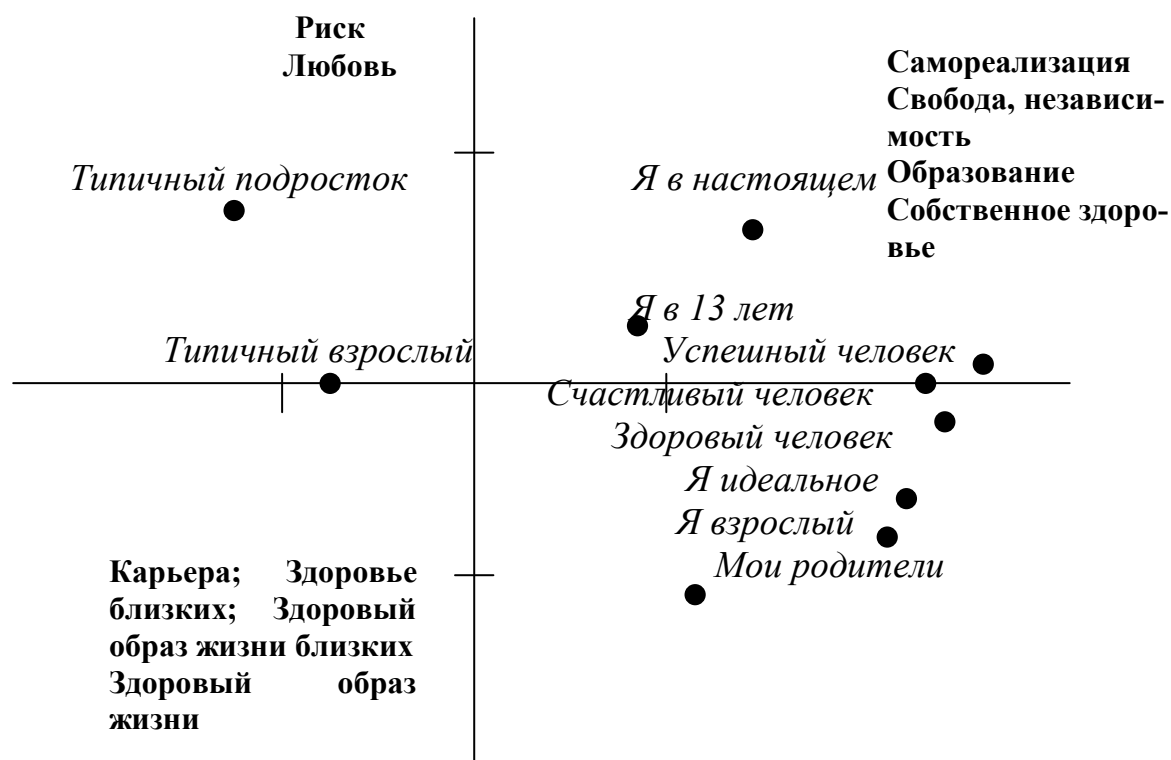 Риск
Любовь
Самореализация
Свобода, независи-
мость
Образование
Собственное здоро-
вье
Типичный подросток
Я в настоящем
Я в 13 лет
Типичный взрослый
Успешный человек
Счастливый человек
Здоровый человек
Я идеальное
Я взрослый
Мои родители
Карьера; Здоровье
близких; Здоровый
образ жизни близких
Здоровый образ
жизни